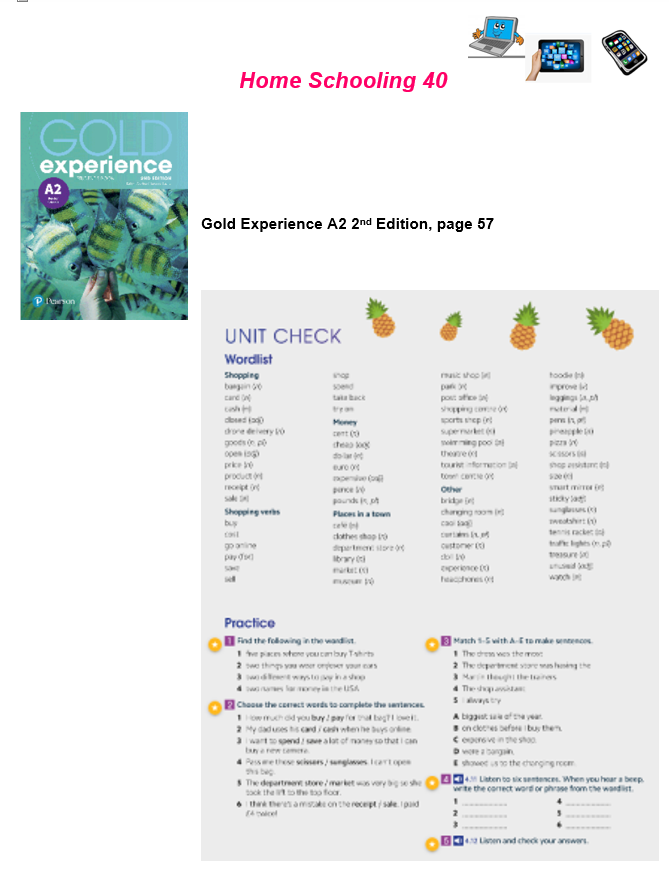 Home Schooling 40
GOLD
experience
2ND EDITION
A2
Pearson
Gold Experience A2 2nd Edition, page 57
UNIT CHECK
Wordlist
Shopping
bargain (n)
card (n)
cash (n)
closed (adj)
drone delivery (n)
goods (n, pl)
open (adj)
price (n)
product (n)
receipt (n)
sale (n)
Shopping verbs
buy
cost
go online
pay (for)
save
sell
shop
spend
take back
try on
Money
cent (n)
cheap (adj)
dollar (n)
euro (n)
expensive (adj)
pence (n)
pounds (n, pl)
Places in a town
café (n)
clothes shop (n)
department store (n)
library (n)
market (n)
museum (n)
music shop (n)
park (n)
post office (n)
shopping centre (n)
sports shop (n)
supermarket (n)
swimming pool (n)
theatre (n)
tourist information (n)
town centre (n)
Other
bridge (n)
changing room (n)
cool (adj)
curtains (n, pl)
customer (n)
doll (n)
experience (n)
headphones (n)
hoodie (n)
improve (v)
leggings (n, pl)
material (n)
pens (n, pl)
pineapple (n)
pizza (n)
scissors (n)
shop assistant (n)
size (n)
smart mirror (n)
sticky (adj)
sunglasses (n)
sweatshirt (n)
tennis racket (n)
traffic lights (n, pl)
treasure (n)
unusual (adj)
watch (n)
Practice
1 Find the following in the wordlist.
1 five places where you can buy T-shirts
2 two things you wear on/over your ears
3 two different ways to pay in a shop
4 two names for money in the USA
2 Choose the correct words to complete the sentences.
1 How much did you buy / pay for that bag? I love it.
2 My dad uses his card / cash when he buys online.
3 I want to spend / save a lot of money so that I can
buy a new camera.
4 Pass me those scissors / sunglasses. I can't open
this bag.
5 The department store / market was very big so she
took the lift to the top floor.
6 I think there's a mistake on the receipt / sale. I paid
£4 twice!
3 Match 1–5 with A–E to make sentences.
1 The dress was the most
2 The department store was having the
3 Martin thought the trainers
4 The shop assistant
5 I always try
A biggest sale of the year.
B on clothes before I buy them.
C expensive in the shop.
D were a bargain.
E showed us to the changing room.
4 4.11 Listen to six sentences. When you hear a beep,
write the correct word or phrase from the wordlist.
1 4
2 5
3 6
5 4.12 Listen and check your answers.